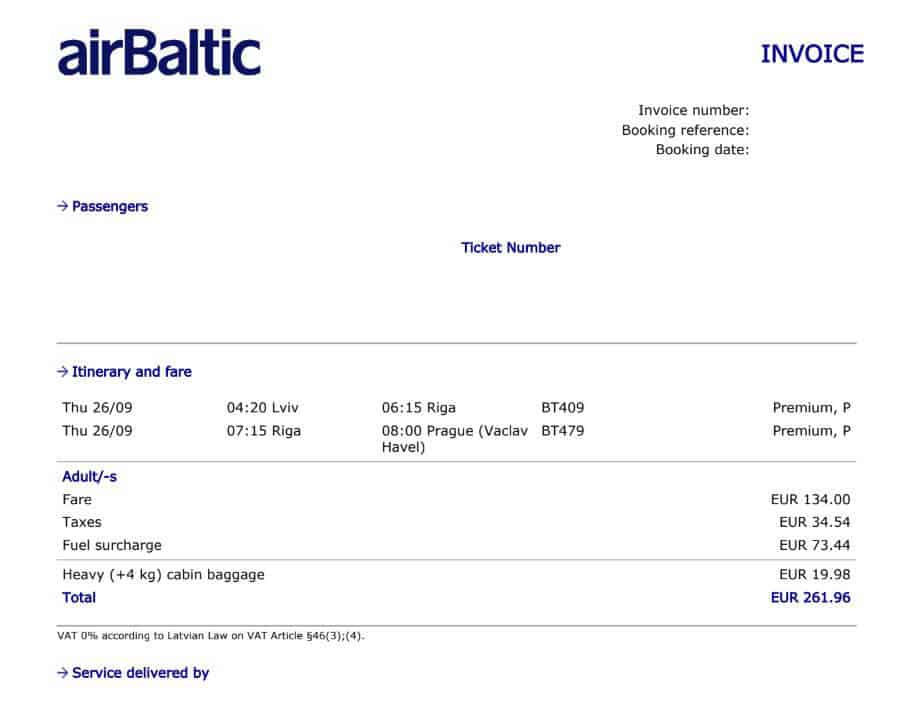 airBaltic
INVOICE
Invoice number:
Booking reference:
Booking date:
→ Passengers
Ticket Number
→ Itinerary and fare
Thu 26/09 04:20 Lviv 06:15 Riga BT409 Premium, P
Thu 26/09 07:15 Riga 08:00 Prague (Vaclav BT479 Premium, P
Havel)
Adult/-s
Fare EUR 134.00
Taxes EUR 34.54
Fuel surcharge EUR 73.44
Heavy (+4 kg) cabin baggage EUR 19.98
Total EUR 261.96
VAT 0% according to Latvian Law on VAT Article §46(3);(4).
→ Service delivered by